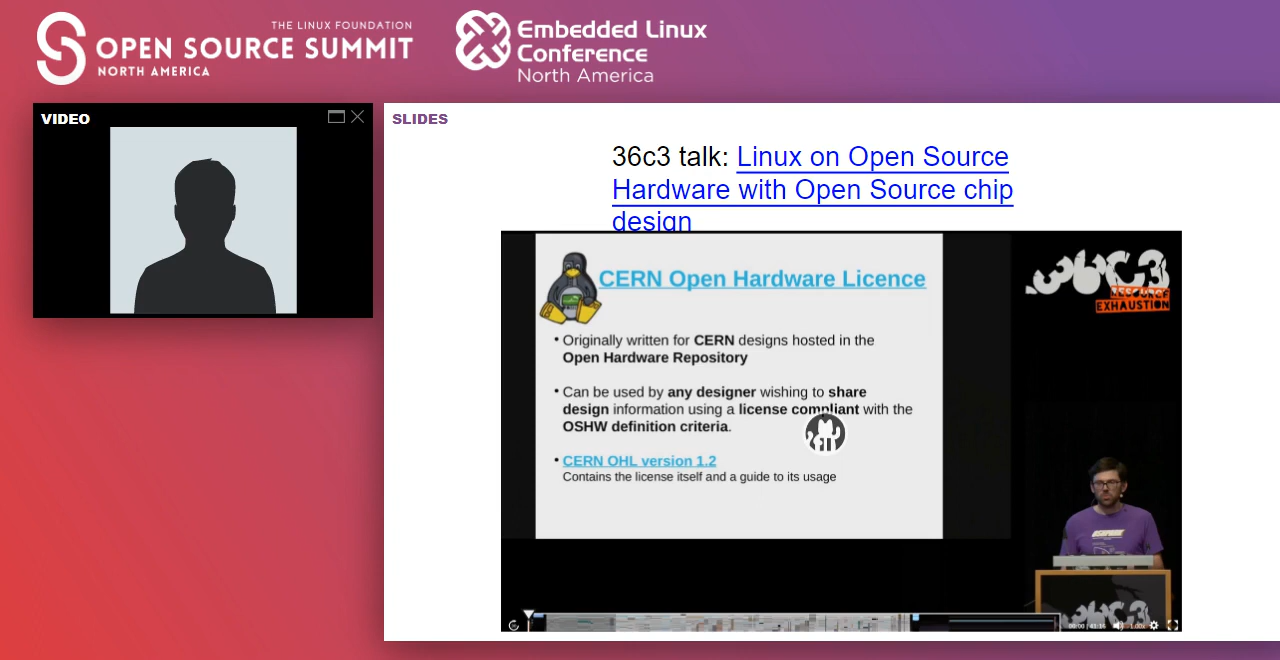 THE LINUX FOUNDATION
OPEN SOURCE SUMMIT
NORTH AMERICA
Embedded Linux
Conference
North America
VIDEO
SLIDES
36c3 talk: Linux on Open Source
Hardware with Open Source chip
design
CERN Open Hardware Licence
36C3
RESOURCE
EXHAUSTION
• Originally written for CERN designs hosted in the
Open Hardware Repository
• Can be used by any designer wishing to share
design information using a license compliant with the
OSHW definition criteria.
• CERN OHL version 1.2
Contains the license itself and a guide to its usage
36C3
1.00x